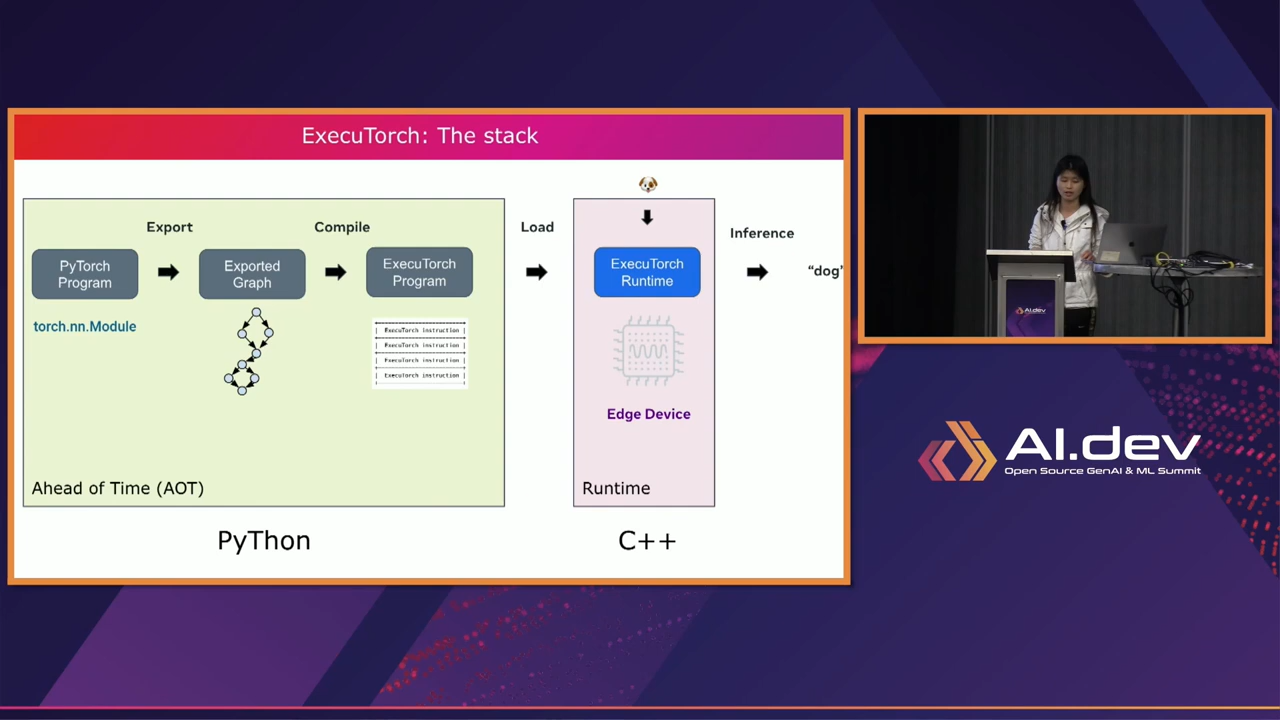 ExecuTorch: The stack
Export
Compile
Load
Inference
PyTorch
Program
Exported
Graph
ExecuTorch
Program
ExecuTorch
Runtime
“dog’
torch.nn.Module
ExecuTorch instruction
ExecuTorch instruction
ExecuTorch instruction
ExecuTorch instruction
Edge Device
Ahead of Time (AOT)
Runtime
PyThon
C++
AI.dev
AI.dev
Open Source GenAI & ML Summit